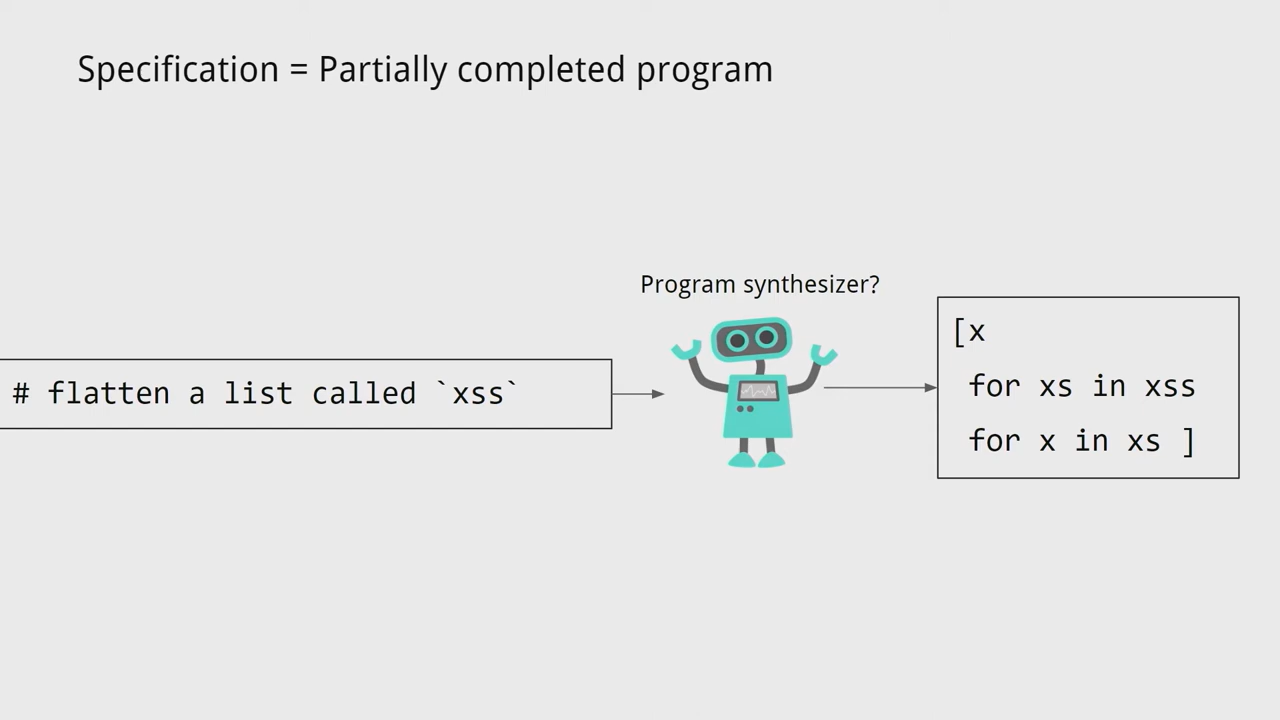 Specification = Partially completed program
Program synthesizer?
# flatten a list called `xss`
[x
for xs in xss
for x in xs ]